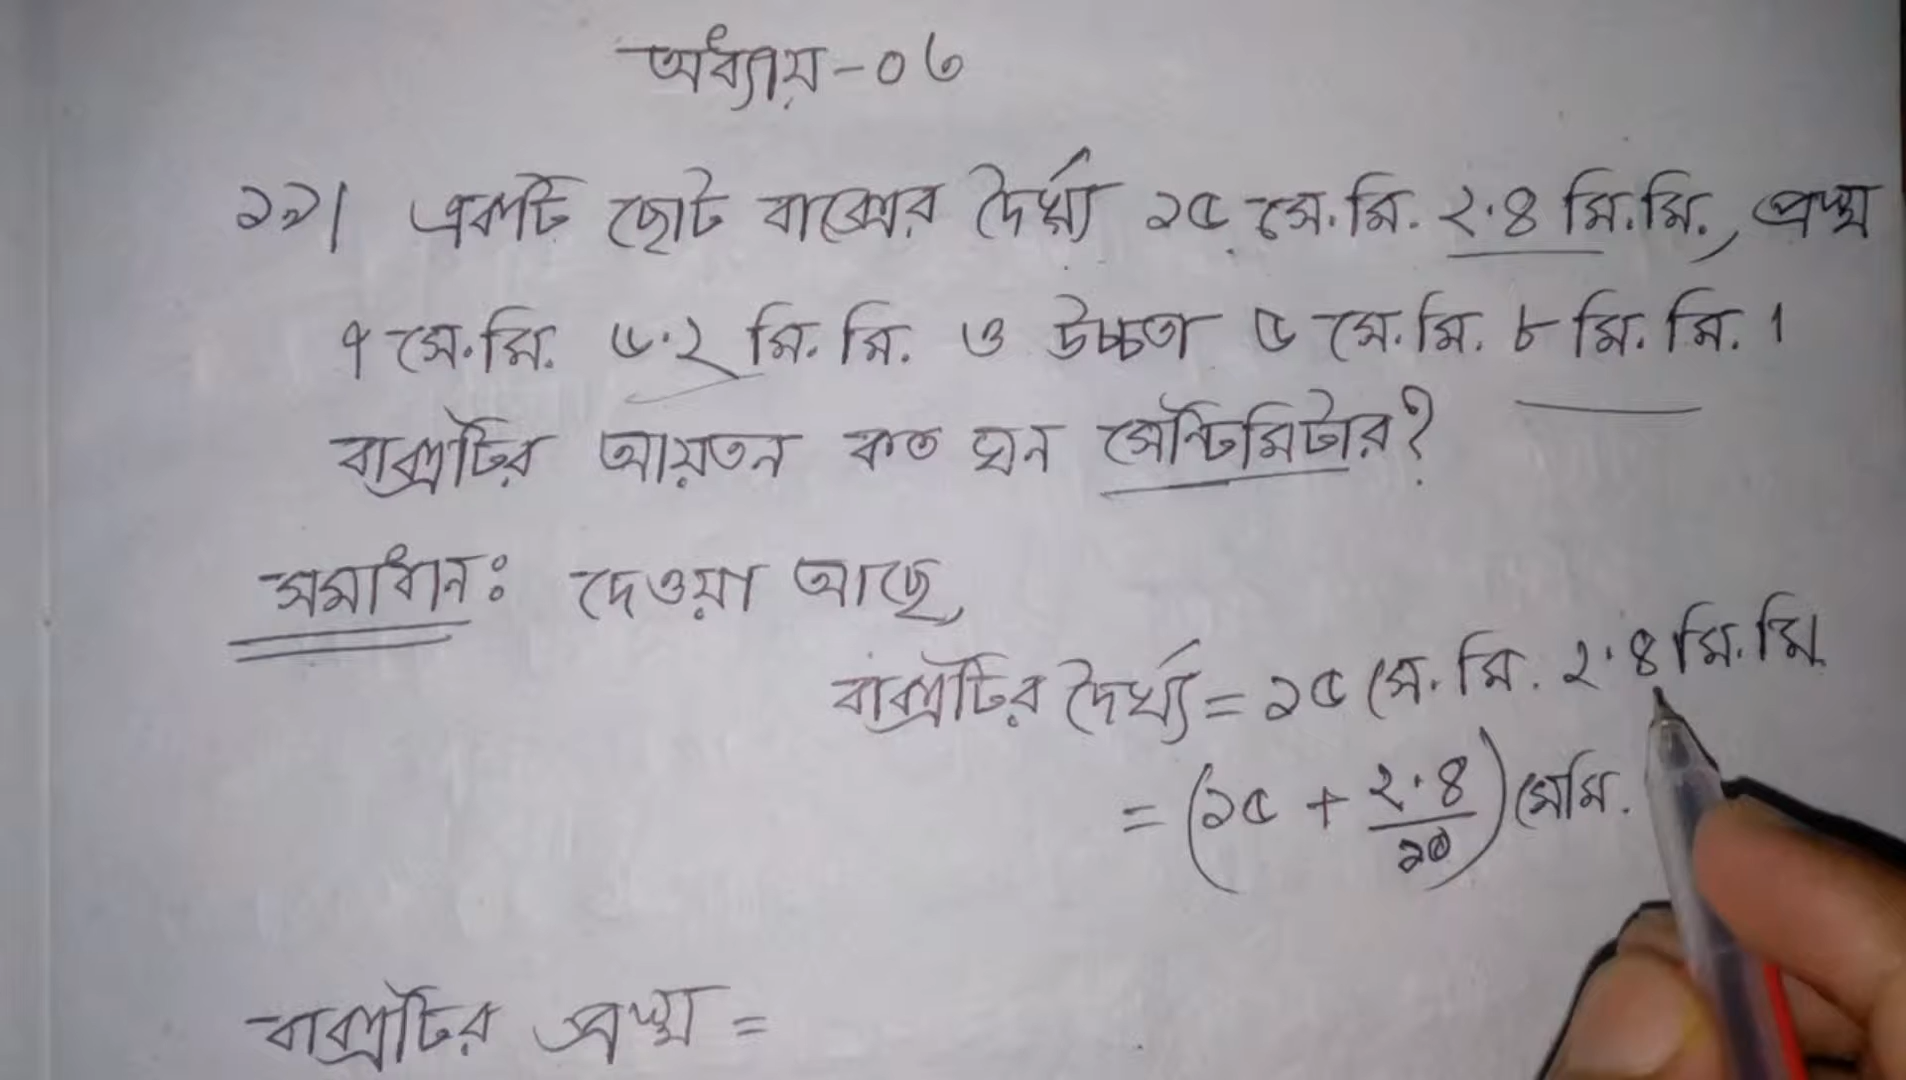 অধ্যায়-০৩
১১। একটি ছোট বাক্সের দৈর্ঘ্য ১৫ সে.মি. ২.৪ মি.মি., প্রস্থ
৭ সে.মি. ৬.২ মি.মি. ও উচ্চতা ৫ সে.মি. ৮ মি.মি.।
বাক্সটির আয়তন কত ঘন সেন্টিমিটার?
সমাধান: দেওয়া আছে,
বাক্সটির দৈর্ঘ্য = ১৫ সে.মি. ২.৪ মি.মি
= (১৫ + ২.৪/১০) সেমি.
বাক্সটির প্রস্থ =